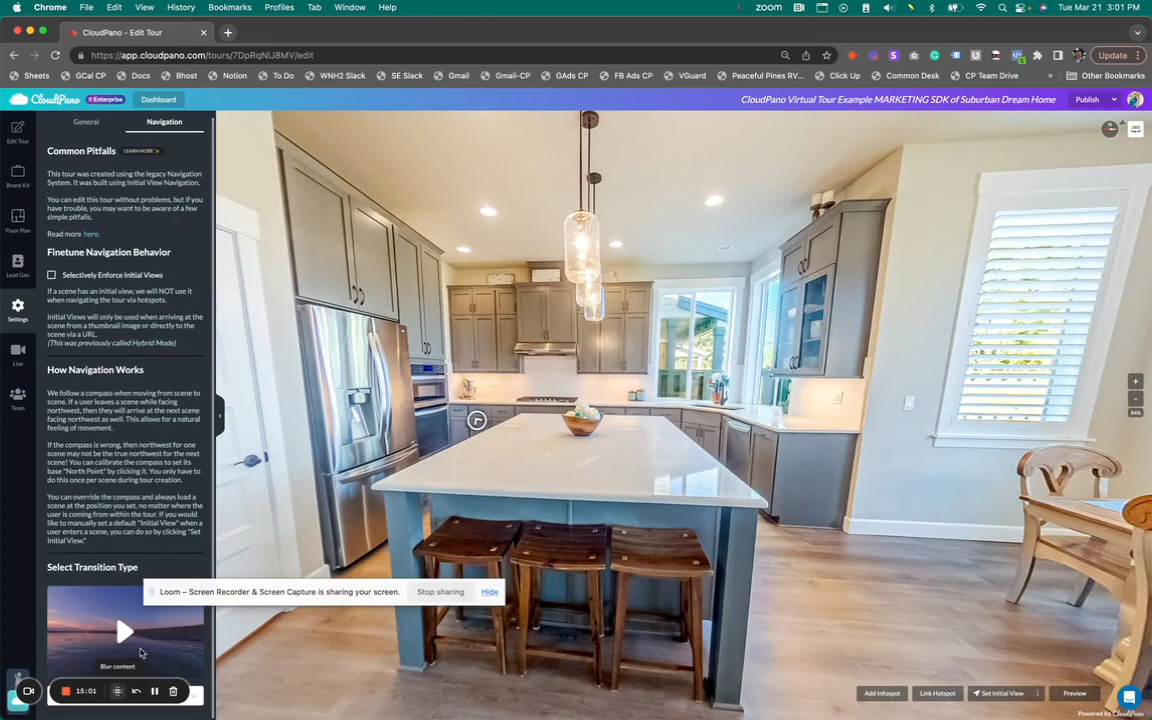 Chrome File Edit View History Bookmarks Profiles Tab Window Help zoom Tue Mar 21 3:01 PM
CloudPano - Edit Tour
https://app.cloudpano.com/tours/7DpRqNIJ8MV/edit Update
Sheets GCal CP Docs Bhost Notion To Do WNH2 Slack SE Slack Gmail Gmail-CP GAds CP FB Ads CP VGuard Peaceful Pines RV... Click Up Common Desk CP Team Drive » Other Bookmarks
CloudPano Enterprise Dashboard CloudPano Virtual Tour Example MARKETING SDK of Suburban Dream Home Publish
Edit Tour
Brand Kit
Floor Plan
Lead Gen
Settings
Live
Team
General Navigation
Common Pitfalls LEARN MORE >
This tour was created using the legacy Navigation
System. It was built using Initial View Navigation.
You can edit this tour without problems, but if you
have trouble, you may want to be aware of a few
simple pitfalls.
Read more here.
Finetune Navigation Behavior
Selectively Enforce Initial Views
If a scene has an initial view, we will NOT use it
when navigating the tour via hotspots.
Initial Views will only be used when arriving at the
scene from a thumbnail image or directly to the
scene via a URL.
(This was previously called Hybrid Mode)
How Navigation Works
We follow a compass when moving from scene to
scene. If a user leaves a scene while facing
northwest, then they will arrive at the next scene
facing northwest as well. This allows for a natural
feeling of movement.
If the compass is wrong, then northwest for one
scene may not be the true northwest for the next
scene! You can calibrate the compass to set its
base "North Point" by clicking it. You only have to
do this once per scene during tour creation.
You can override the compass and always load a
scene at the position you set, no matter where the
user is coming from within the tour. If you would
like to manually set a default "Initial View" when a
user enters a scene, you can do so by clicking "Set
Initial View."
Select Transition Type
Loom – Screen Recorder & Screen Capture is sharing your screen. Stop sharing Hide
Blur content
15:01
N
360
+
-
84%
Add Infospot Link Hotspot Set Initial View Preview
Powered by CloudPano